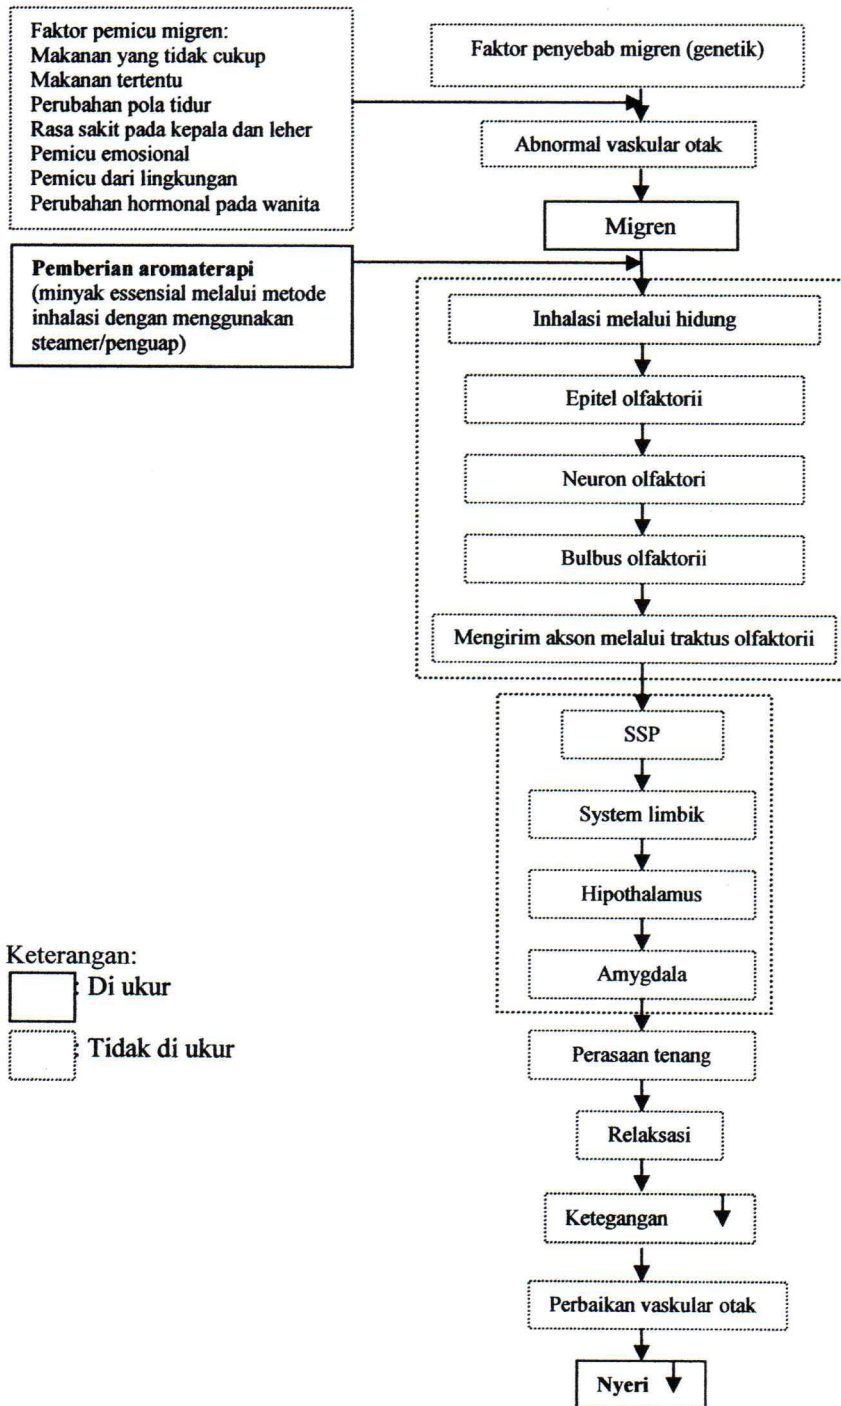 Faktor pemicu migren:
Makanan yang tidak cukup
Makanan tertentu
Perubahan pola tidur
Rasa sakit pada kepala dan leher
Pemicu emosional
Pemicu dari lingkungan
Perubahan hormonal pada wanita
Faktor penyebab migren (genetik)
Abnormal vaskular otak
Migren
Pemberian aromaterapi
(minyak essensial melalui metode
inhalasi dengan menggunakan
steamer/penguap)
Inhalasi melalui hidung
Epitel olfaktorii
Neuron olfaktori
Bulbus olfaktorii
Mengirim akson melalui traktus olfaktorii
SSP
System limbik
Hipothalamus
Amygdala
Keterangan:
: Di ukur
: Tidak di ukur
Perasaan tenang
Relaksasi
Ketegangan
Perbaikan vaskular otak
Nyeri